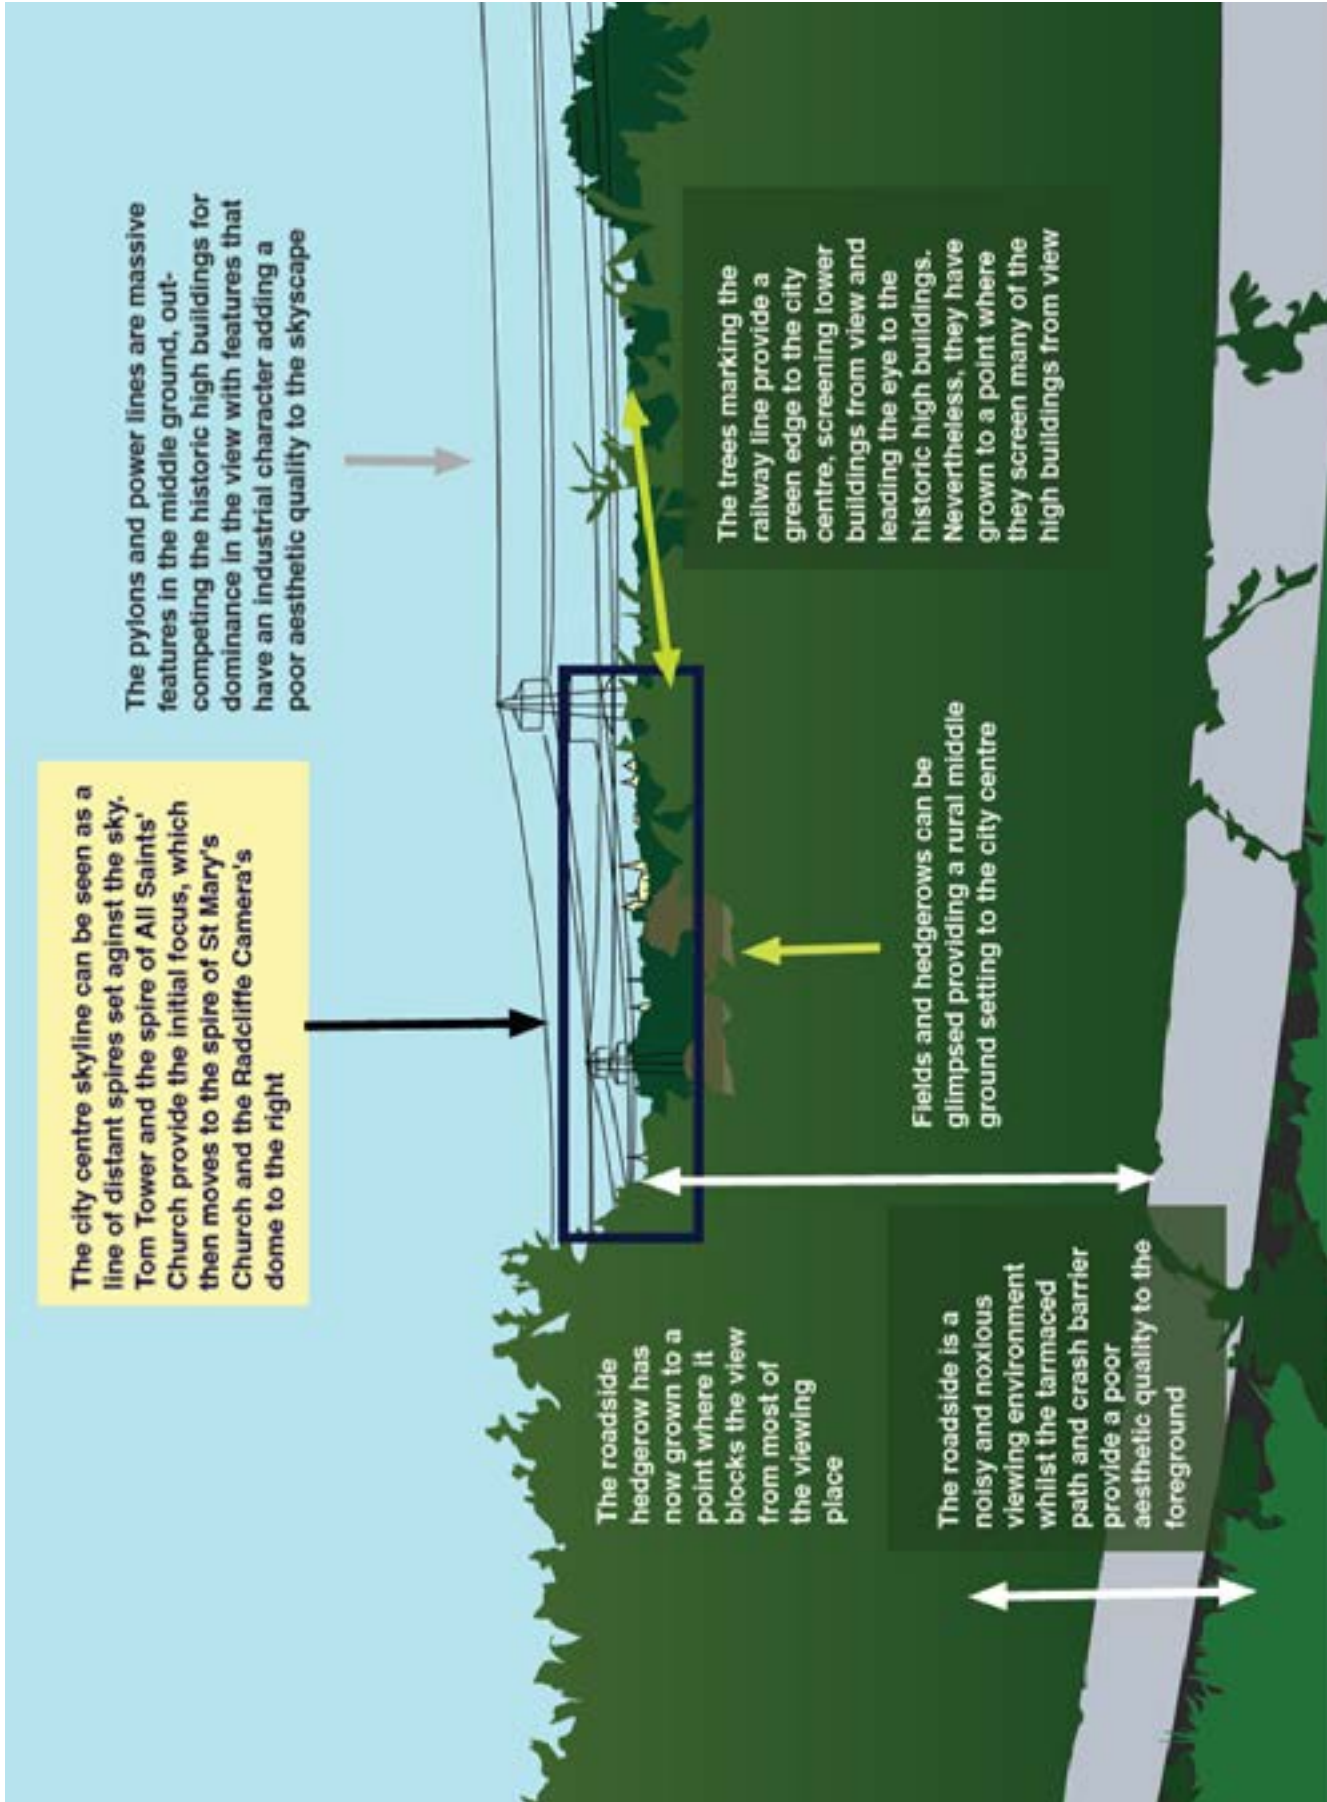 The city centre skyline can be seen as a
line of distant spires set aginst the sky.
Tom Tower and the spire of All Saints'
Church provide the initial focus, which
then moves to the spire of St Mary's
Church and the Radcliffe Camera's
dome to the right
The pylons and power lines are massive
features in the middle ground, out-
competing the historic high buildings for
dominance in the view with features that
have an industrial character adding a
poor aesthetic quality to the skyscape
The roadside
hedgerow has
now grown to a
point where it
blocks the view
from most of
the viewing
place
The trees marking the
railway line provide a
green edge to the city
centre, screening lower
buildings from view and
leading the eye to the
historic high buildings.
Nevertheless, they have
grown to a point where
they screen many of the
high buildings from view
Fields and hedgerows can be
glimpsed providing a rural middle
ground setting to the city centre
The roadside is a
noisy and noxious
viewing environment
whilst the tarmaced
path and crash barrier
provide a poor
aesthetic quality to the
foreground